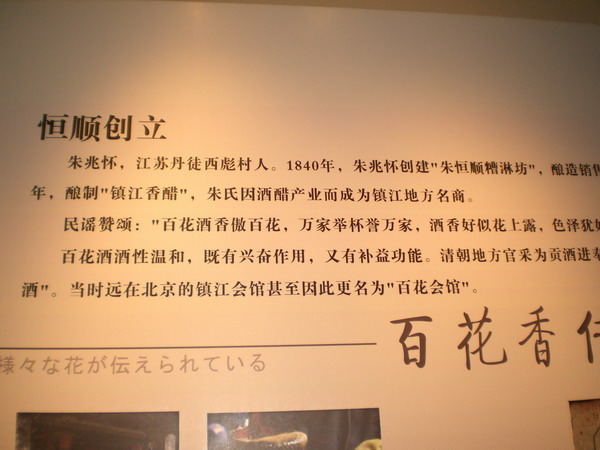 恒顺创立
朱兆怀，江苏丹徒西彪村人。1840年，朱兆怀创建"朱恒顺糟淋坊"，酿造销售
年，酿制"镇江香醋"，朱氏因酒醋产业而成为镇江地方名商。
民谣赞颂："百花酒香傲百花，万家举杯誉万家，酒香好似花上露，色泽犹如
百花酒酒性温和，既有兴奋作用，又有补益功能。清朝地方官采为贡酒进奉
酒"。当时远在北京的镇江会馆甚至因此更名为"百花会馆"。
百花香
様々な花が伝えられている